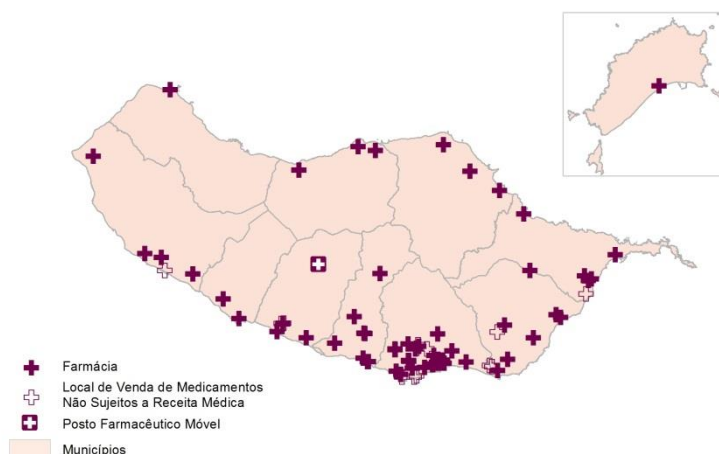 Farmácia
Local de Venda de Medicamentos
Não Sujeitos a Receita Médica
Posto Farmacêutico Móvel
Municípios